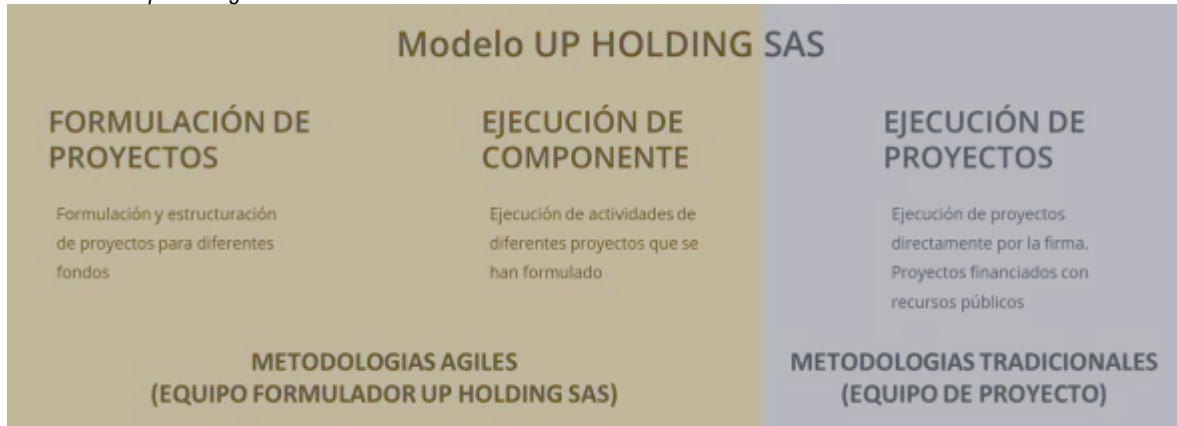 Modelo UP HOLDING SAS
FORMULACIÓN DE
PROYECTOS
Formulación y estructuración
de proyectos para diferentes
fondos
EJECUCIÓN DE
COMPONENTE
Ejecución de actividades de
diferentes proyectos que se
han formulado
EJECUCIÓN DE
PROYECTOS
Ejecución de proyectos
directamente por la firma.
Proyectos financiados con
recursos públicos
METODOLOGIAS AGILES
(EQUIPO FORMULADOR UP HOLDING SAS)
METODOLOGIAS TRADICIONALES
(EQUIPO DE PROYECTO)